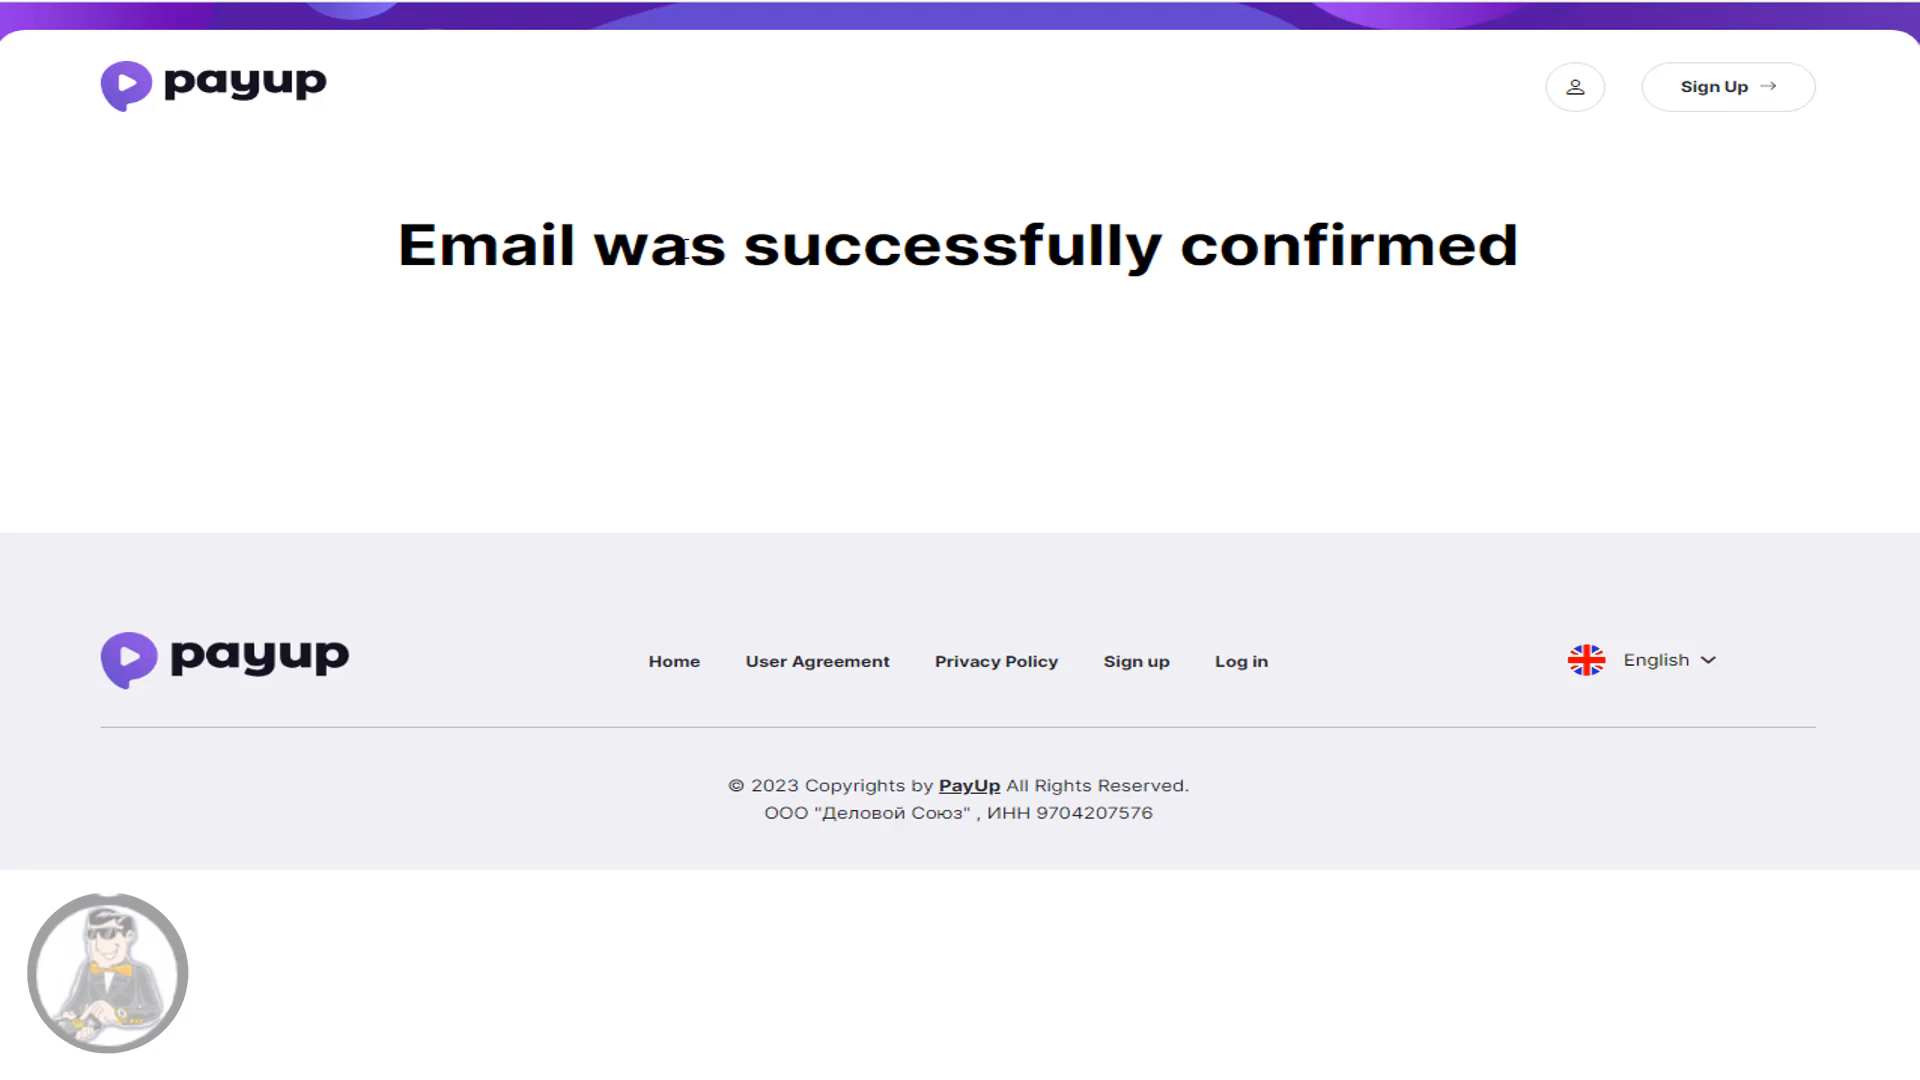 payup
Sign Up
Email was successfully confirmed
payup
Home User Agreement Privacy Policy Sign up Log in
English
© 2023 Copyrights by PayUp All Rights Reserved.
ООО "Деловой Союз" , ИНН 9704207576